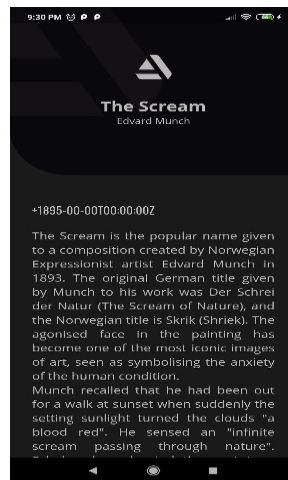 9:30 PM
The Scream
Edvard Munch
+1895-00-00T00:00:00Z
The Scream is the popular name given
to a composition created by Norwegian
Expressionist artist Edvard Munch in
1893. The original German title given
by Munch to his work was Der Schrei
der Natur (The Scream of Nature), and
the Norwegian title is Skrik (Shriek). The
agonised face in the painting has
become one of the most iconic images
of art, seen as symbolising the anxiety
of the human condition.
Munch recalled that he had been out
for a walk at sunset when suddenly the
setting sunlight turned the clouds "a
blood red". He sensed an "infinite
scream passing through nature".